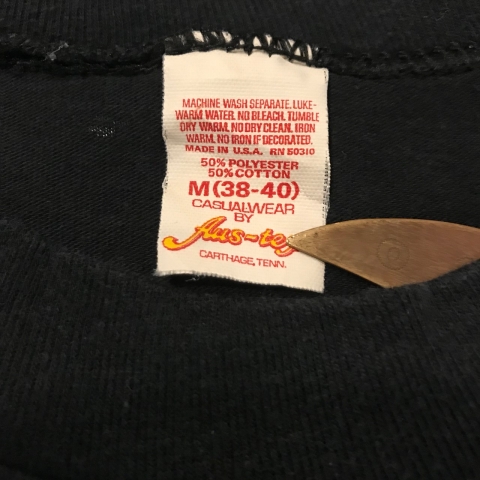 MACHINE WASH SEPARATE, LUKE-
WARM WATER. NO BLEACH, TUMBLE
DRY WARM, NO DRY CLEAN. IRON
WARM, NO IRON IF DECORATED.
MADE IN U.S.A. RN 50310
50% POLYESTER
50% COTTON
M (38-40)
CASUALWEAR
BY
CARTHAGE, TENN.